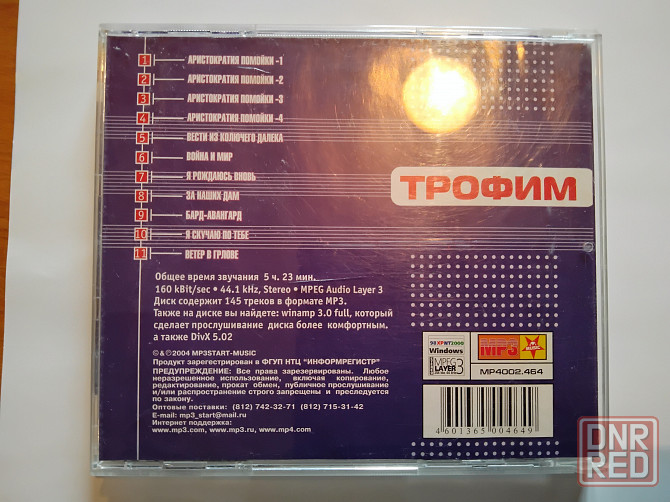 1 АРИСТОКРАТИЯ ПОМОЙКИ -1
2 АРИСТОКРАТИЯ ПОМОЙКИ -2
3 АРИСТОКРАТИЯ ПОМОЙКИ -3
4 АРИСТОКРАТИЯ ПОМОЙКИ -4
5 ВЕСТИ ИЗ КОЛЮЧЕГО ДАЛЕКА
6 ВОЙНА И МИР
7 Я РОЖДАЮСЬ ВНОВЬ
8 ЗА НАШИХ ДАМ
9 БАРД-АВАНГАРД
10 Я СКУЧАЮ ПО ТЕБЕ
11 ВЕТЕР В ГРЛОВЕ
ТРОФИМ
Общее время звучания 5 ч. 23 мин.
160 kBit/sec • 44.1 kHz, Stereo • MPEG Audio Layer 3
Диск содержит 145 треков в формате MP3.
Также на диске вы найдете: winamp 3.0 full, который
сделает прослушивание диска более комфортным.
а также DivX 5.02
©&℗2004 MP3START-MUSIC
Продукт зарегестрирован в ФГУП НТЦ "ИНФОРМРЕГИСТР"
ПРЕДУПРЕЖДЕНИЕ: Все права зарезервированы. Любое
неразрешенное использование, включая копирование,
редактирование, прокат обмен, публичное прослушивание
и/или распространение строго запрещены и преследуется
по закону.
Оптовые поставки: (812) 742-32-71 (812) 715-31-42
E-mail: mp3_start@mail.ru
Интернет поддержка:
www.mp3.com, www.mp3.ru, www.mp4.com
98XPNT2000
Windows
MPEG
LAYER 3
MP3
MP4002.464
4 601365 004649
DNR
RED